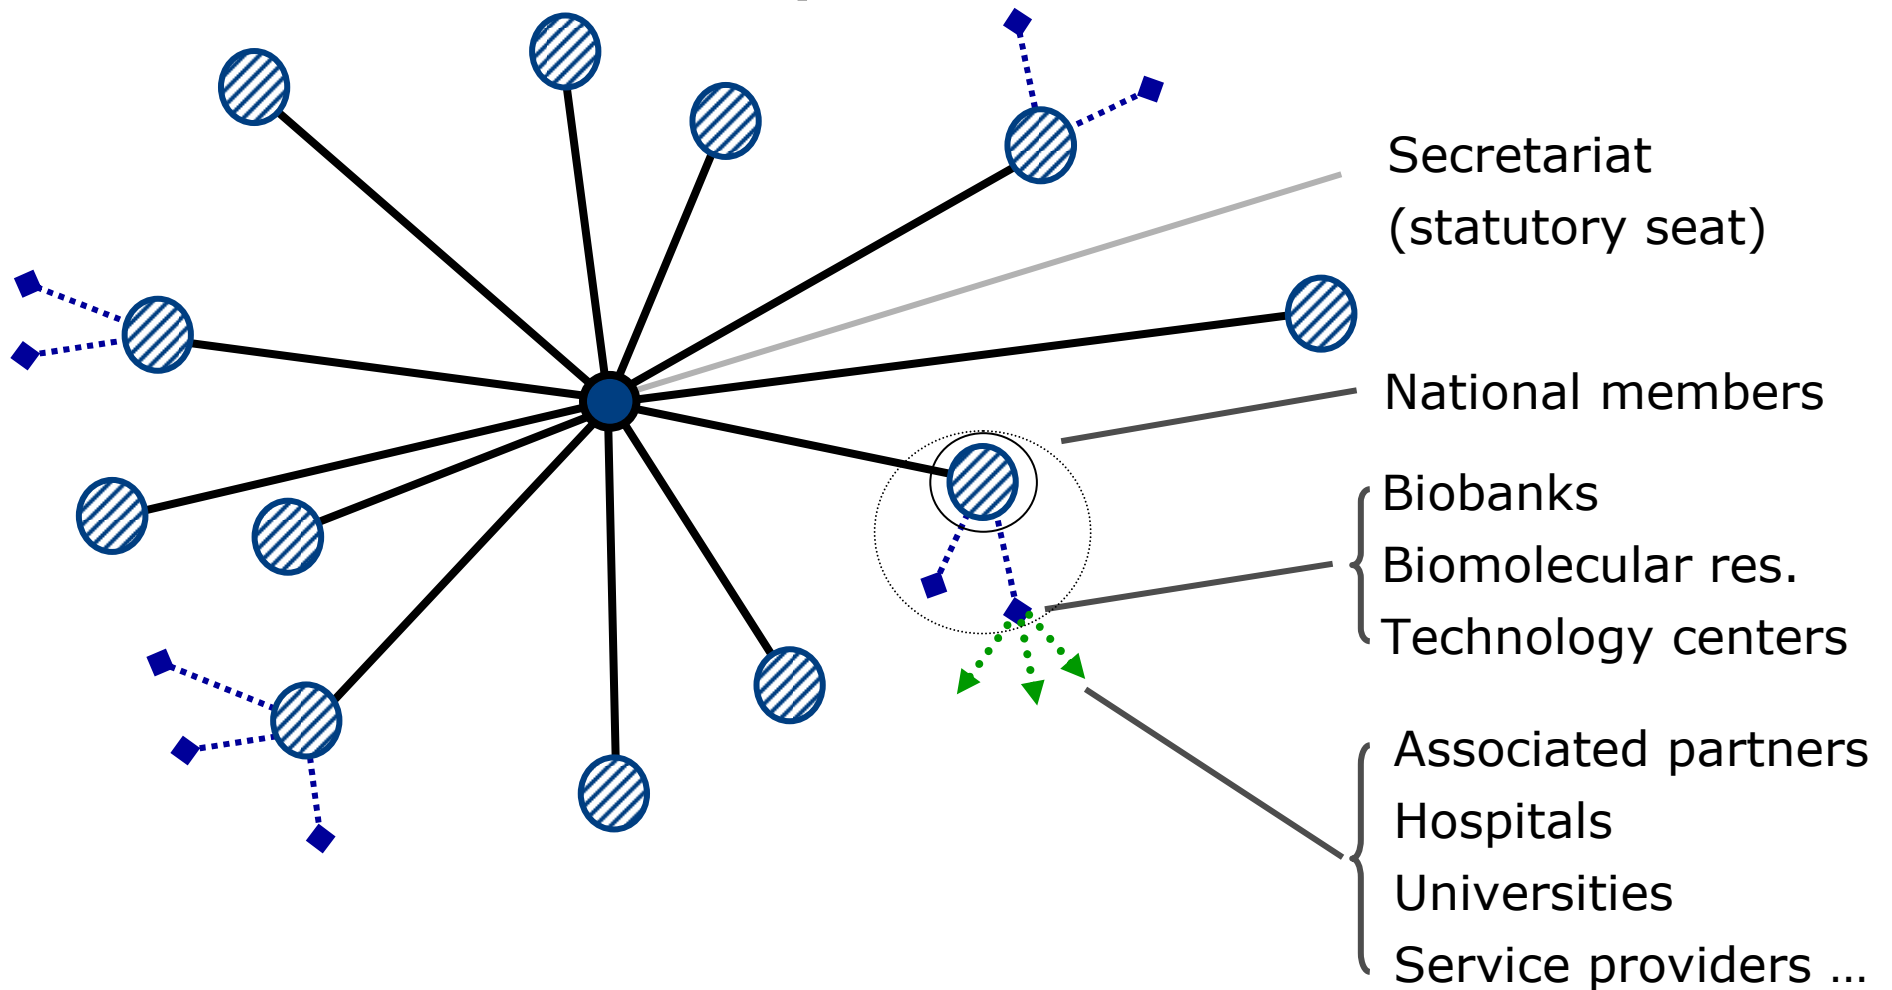 Secretariat
(statutory seat)
National members
Biobanks
Biomolecular res.
Technology centers
Associated partners
Hospitals
Universities
Service providers ...